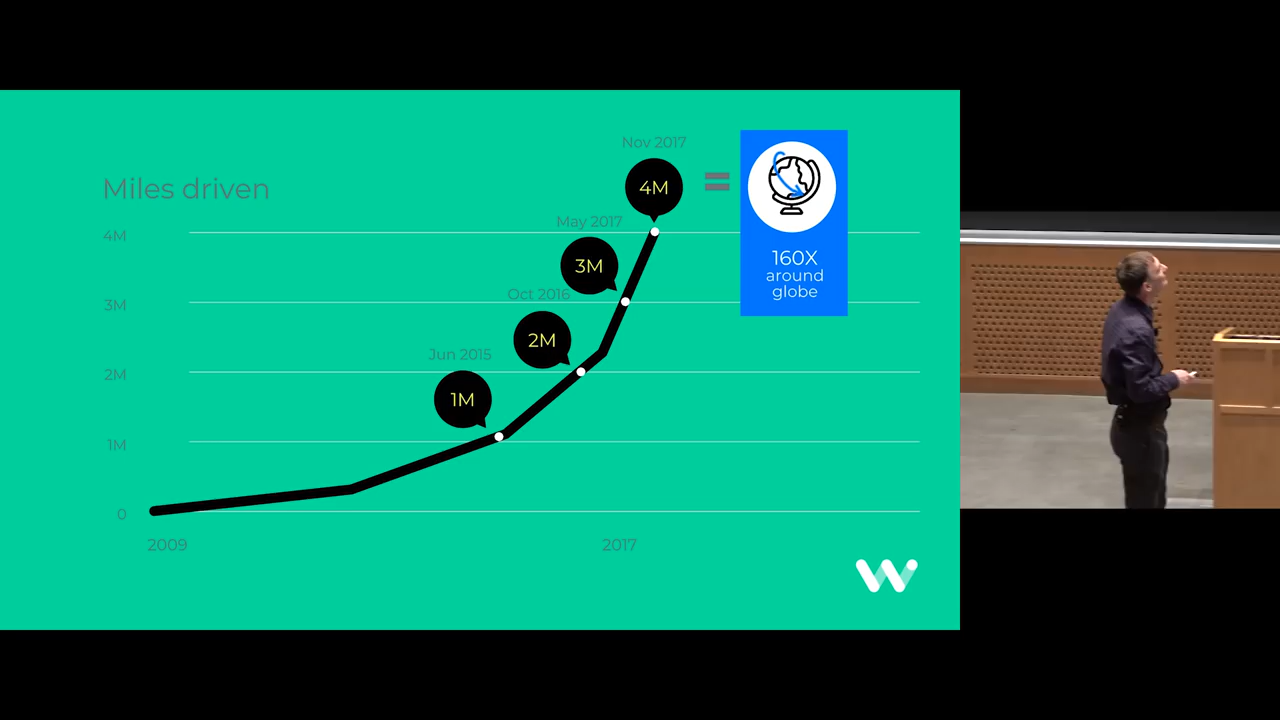 Miles driven
4M
3M
2M
1M
0
2009
2017
Jun 2015
1M
Oct 2016
2M
May 2017
3M
Nov 2017
4M
=
160X
around
globe